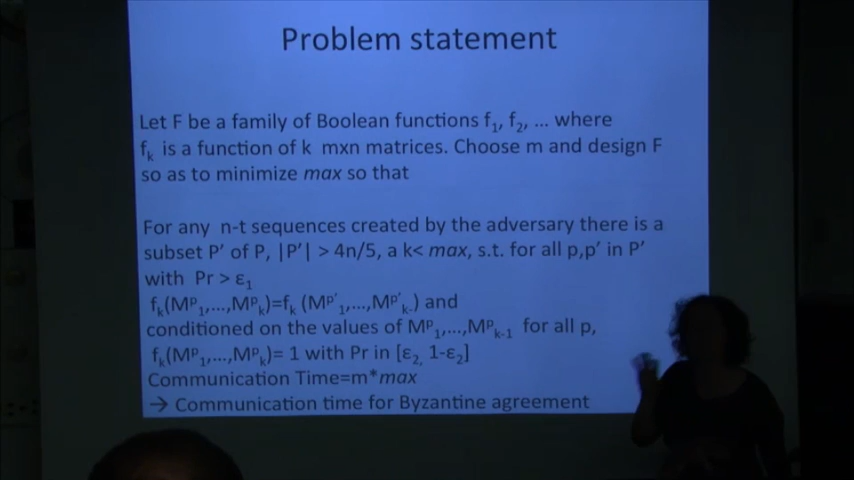 Problem statement
Let F be a family of Boolean functions f₁, f₂, ... where
fₖ is a function of k mxn matrices. Choose m and design F
so as to minimize max so that
For any n-t sequences created by the adversary there is a
subset P' of P, |P'| > 4n/5, a k< max, s.t. for all p,p' in P'
with Pr > ε₁
fₖ(Mᵖ₁,...,Mᵖₖ)=fₖ (Mᵖ'₁,...,Mᵖ'ₖ₋) and
conditioned on the values of Mᵖ₁,...,Mᵖₖ₋₁ for all p,
fₖ(Mᵖ₁,...,Mᵖₖ)= 1 with Pr in [ε₂, 1-ε₂]
Communication Time=m*max
→ Communication time for Byzantine agreement